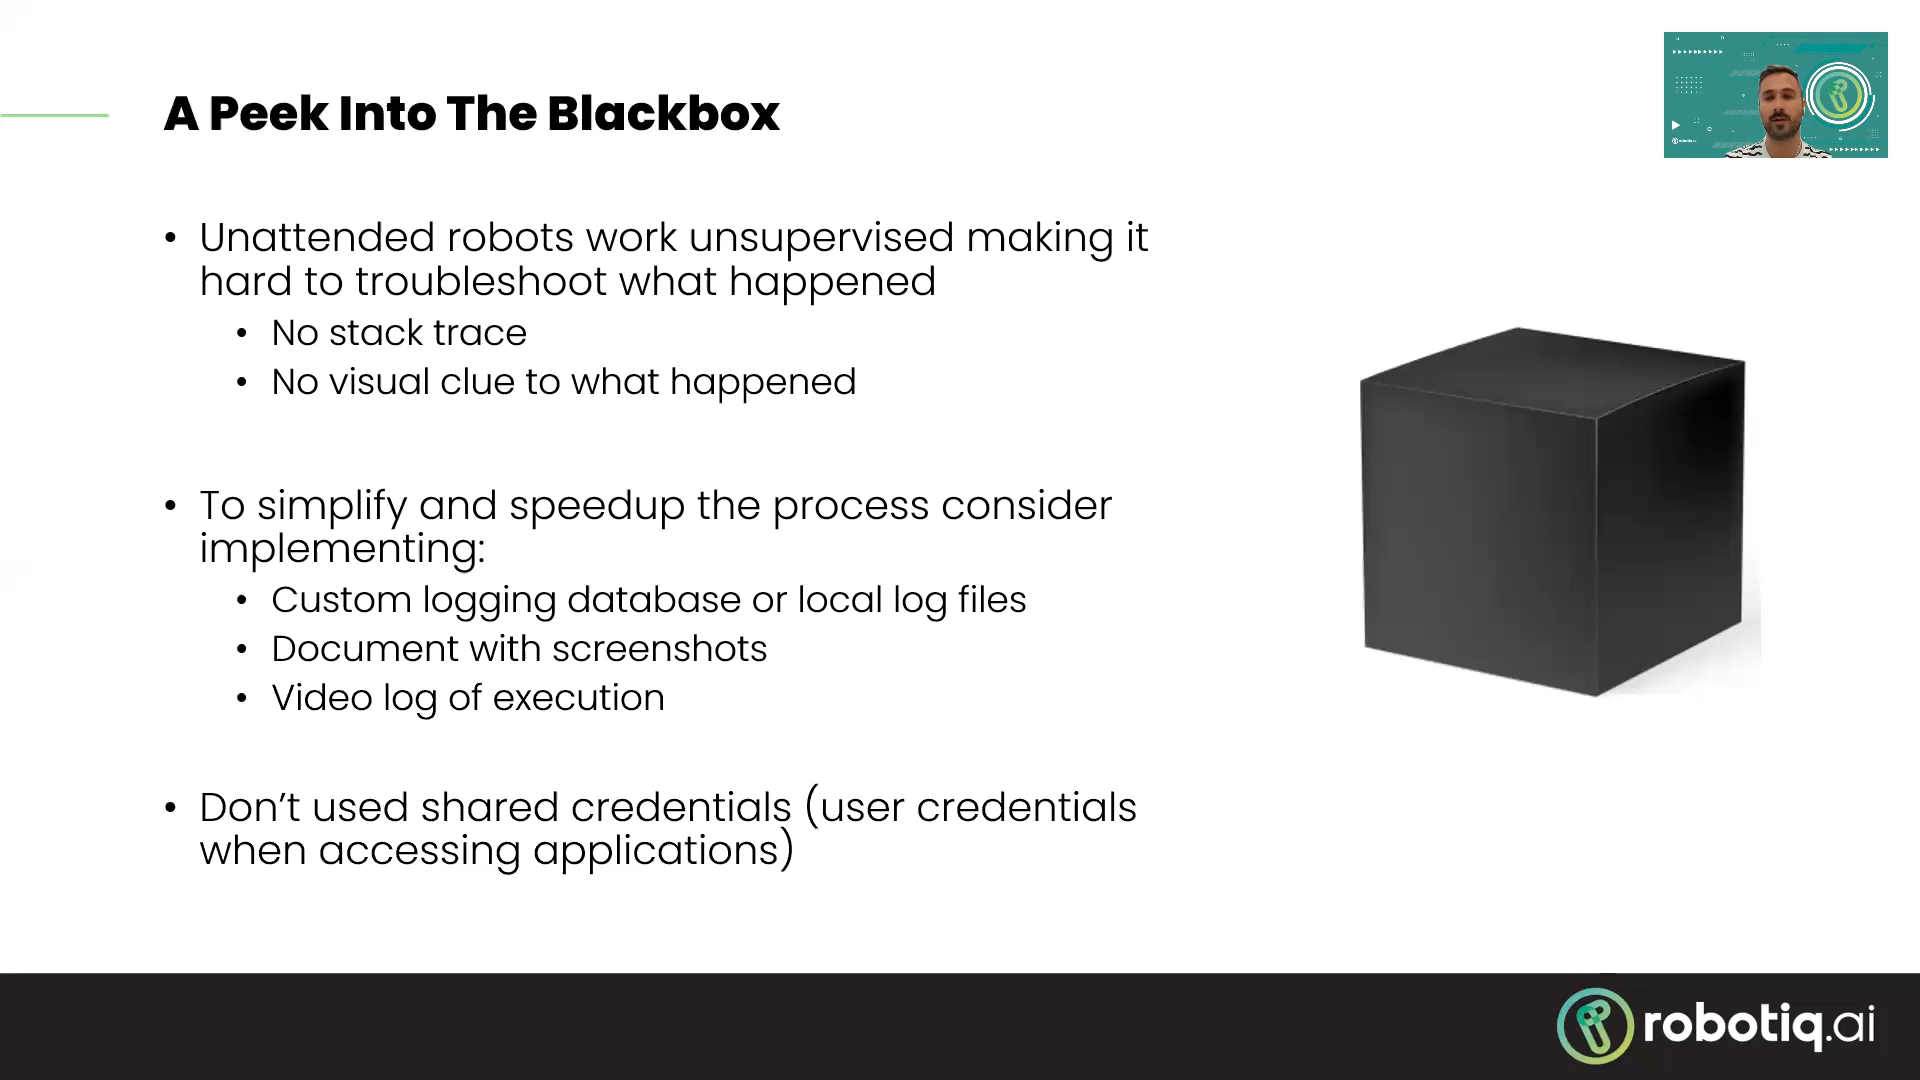 A Peek Into The Blackbox
• Unattended robots work unsupervised making it
hard to troubleshoot what happened
• No stack trace
• No visual clue to what happened
• To simplify and speedup the process consider
implementing:
• Custom logging database or local log files
• Document with screenshots
• Video log of execution
• Don’t used shared credentials (user credentials
when accessing applications)
robotiq.ai